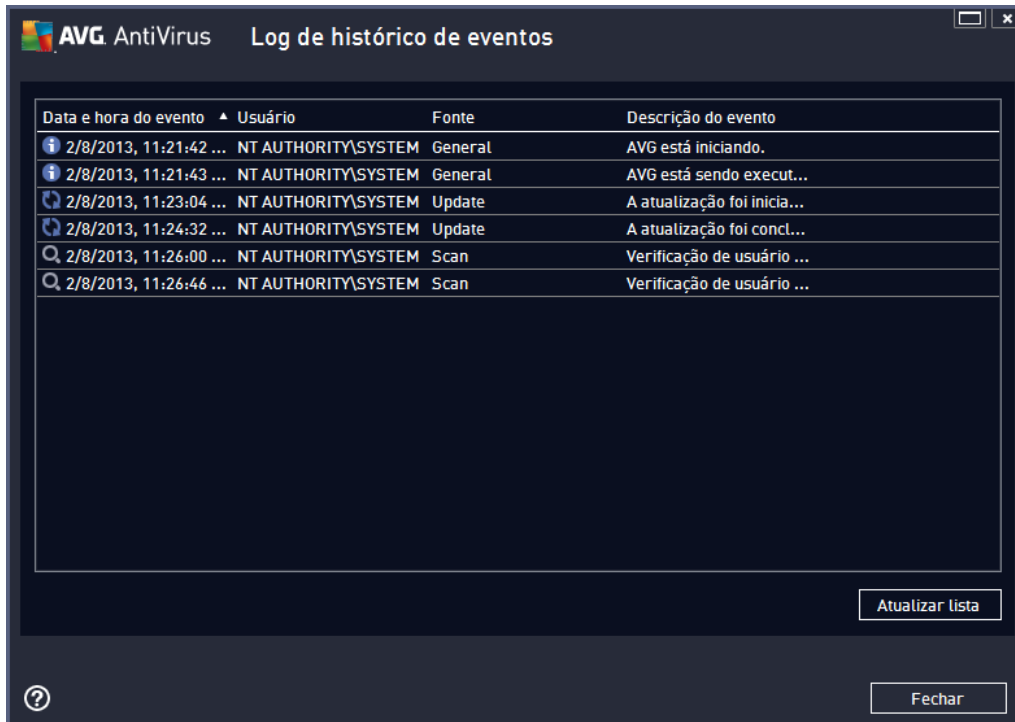 AVG AntiVirus Log de histórico de eventos
Data e hora do evento Usuário Fonte Descrição do evento
2/8/2013, 11:21:42 ... NT AUTHORITY\SYSTEM General AVG está iniciando.
2/8/2013, 11:21:43 ... NT AUTHORITY\SYSTEM General AVG está sendo execut...
2/8/2013, 11:23:04 ... NT AUTHORITY\SYSTEM Update A atualização foi inicia...
2/8/2013, 11:24:32 ... NT AUTHORITY\SYSTEM Update A atualização foi concl...
2/8/2013, 11:26:00 ... NT AUTHORITY\SYSTEM Scan Verificação de usuário ...
2/8/2013, 11:26:46 ... NT AUTHORITY\SYSTEM Scan Verificação de usuário ...
Atualizar lista
Fechar